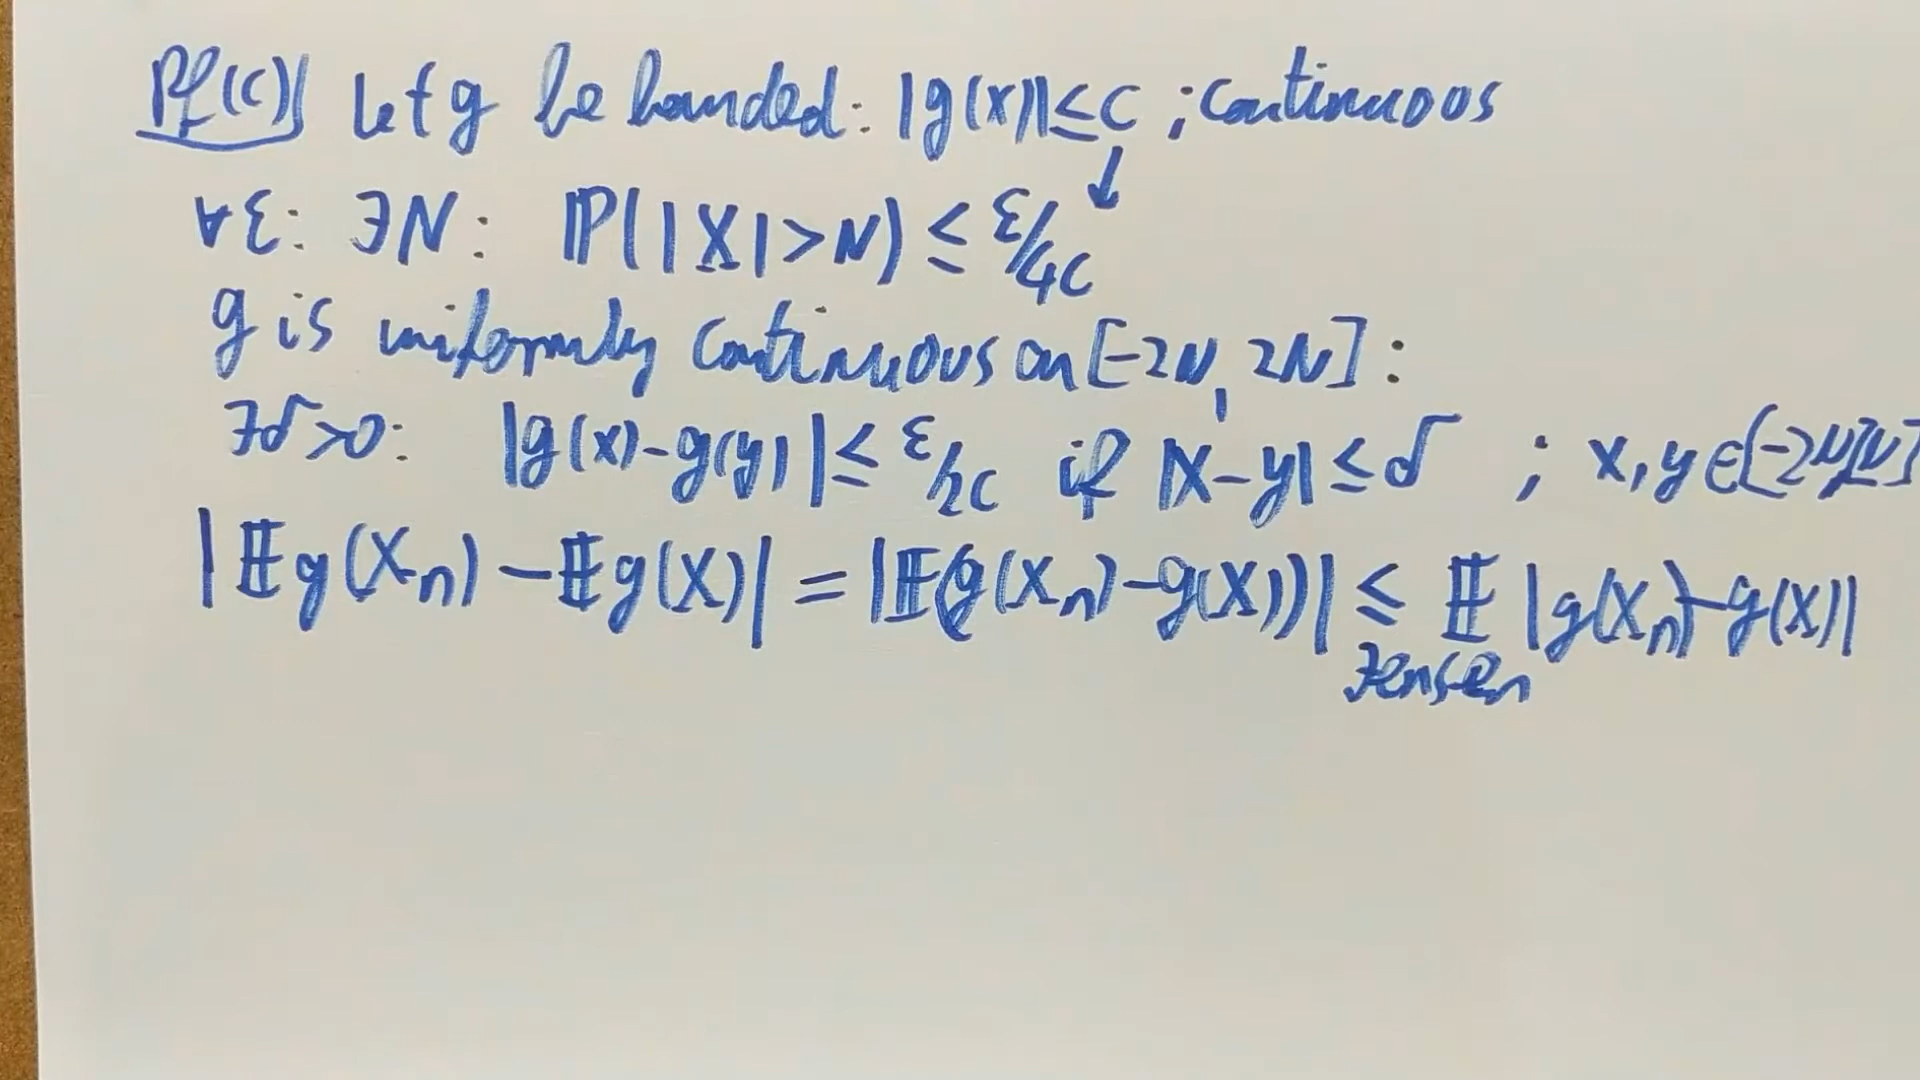 Pf(c) Let g be bounded: |g(x)|≤C ; continuous
∀ε: ∃N: ℙ(|X|>N) ≤ ε/4C
g is uniformly continuous on [-2N, 2N]:
∃δ>0: |g(x)-g(y)|≤ ε/2C if |x-y|≤δ ; x,y∈[-2N,2N]
|𝔼g(Xn)-𝔼g(X)| = |𝔼(g(Xn)-g(X))| ≤ 𝔼|g(Xn)-g(X)|
Jensen